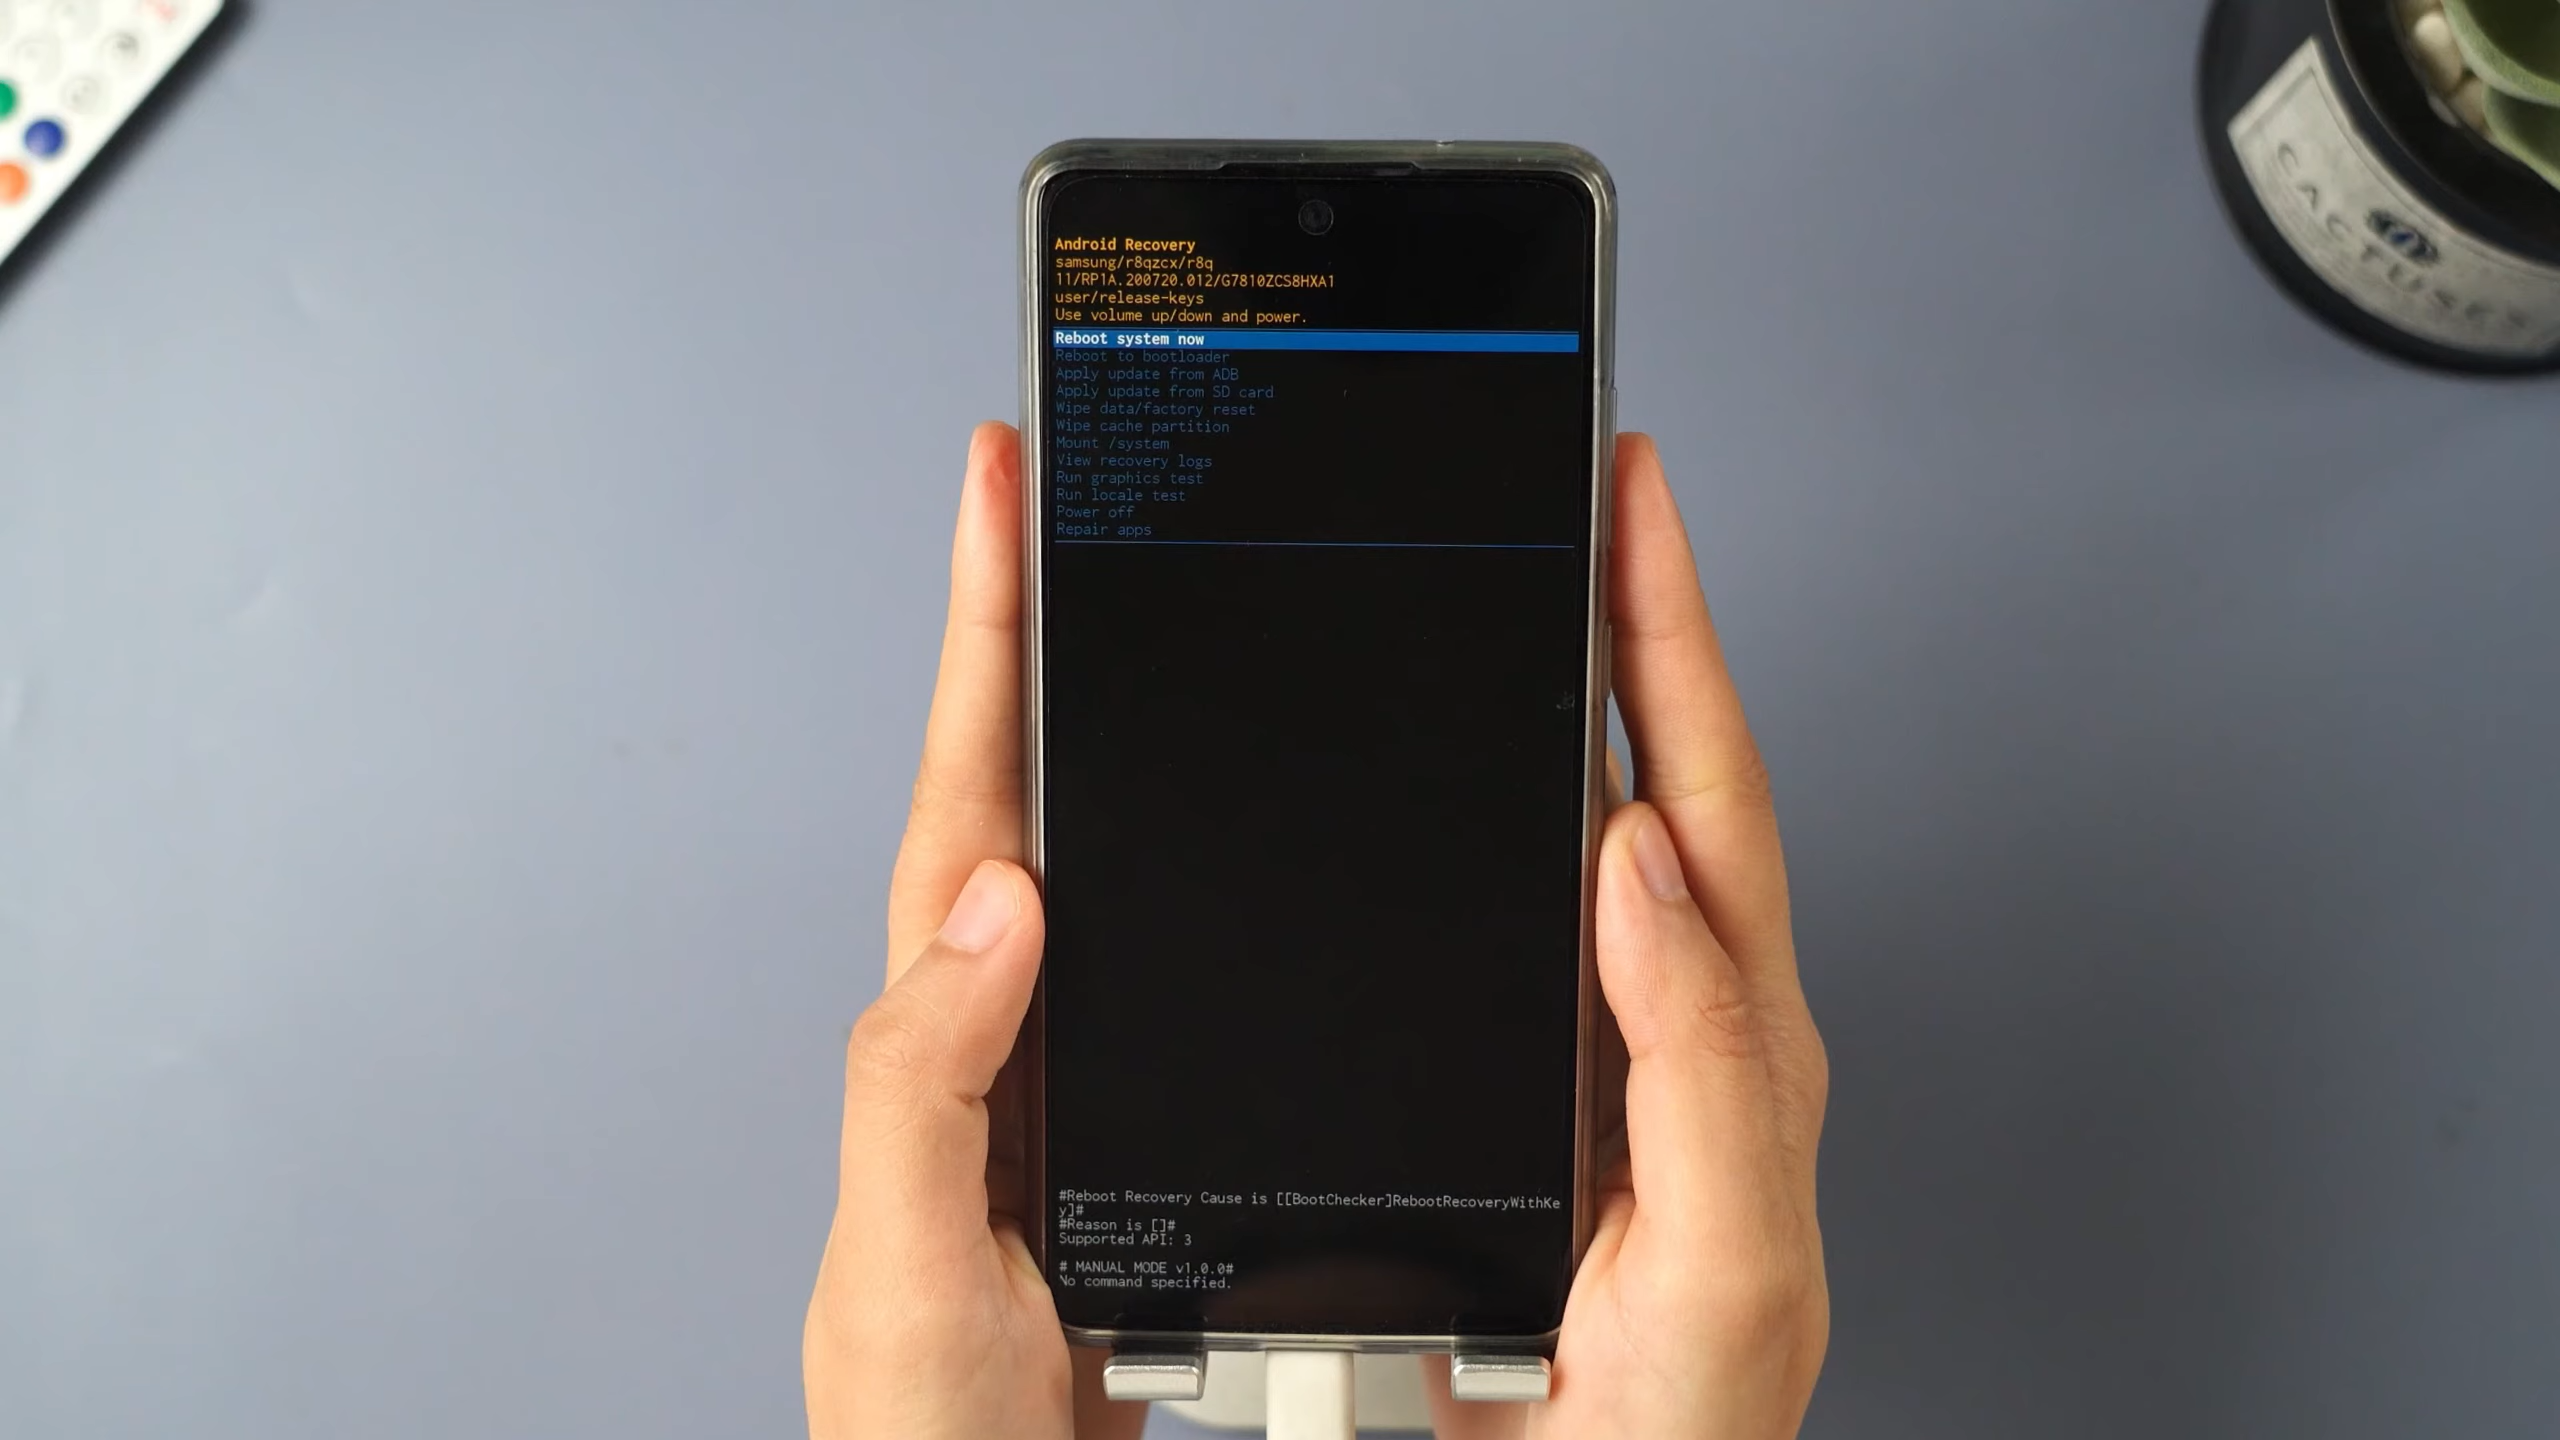 Android Recovery
samsung/r8qzcx/r8q
11/RP1A.200720.012/G7810ZCS8HXA1
user/release-keys
Use volume up/down and power.
Reboot system now
Reboot to bootloader
Apply update from ADB
Apply update from SD card
Wipe data/factory reset
Wipe cache partition
Mount /system
View recovery logs
Run graphics test
Run locale test
Power off
Repair apps
#Reboot Recovery Cause is [[BootChecker]RebootRecoveryWithKe
y]#
#Reason is []#
Supported API: 3
# MANUAL MODE v1.0.0#
No command specified.
CACTUSES